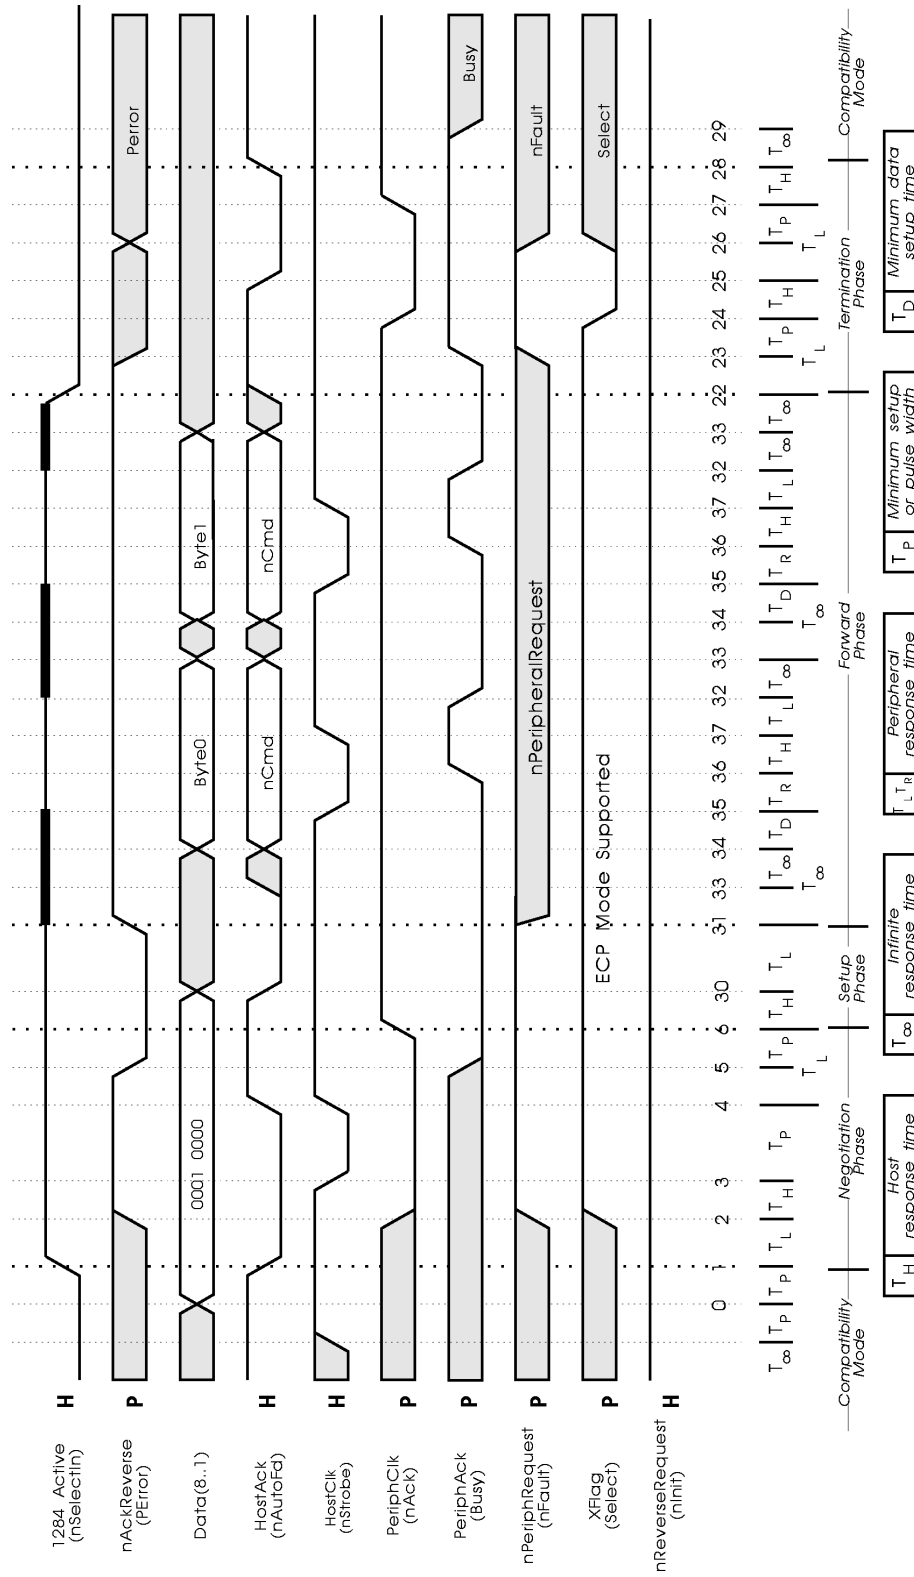 1284 Active
(nSelectIn)
H
nAckReverse
(PError)
P
Perror
Data(8..1)
0001 0000
Byte0
Byte1
HostAck
(nAutoFd)
H
nCmd
nCmd
HostClk
(nStrobe)
H
PeriphClk
(nAck)
P
PeriphAck
(Busy)
P
Busy
nPeriphRequest
(nFault)
P
nPeripheralRequest
nFault
XFlag
(Select)
P
ECP Mode Supported
Select
nReverseRequest
(nInit)
H
0 1 2 3 4 5 6 30 31 33 34 35 36 37 32 33 34 35 36 37 32 33 22 23 24 25 26 27 28 29
T∞ TP TP TL TH TP TP TH TL T∞ TD TR TH TL T∞ TD TR TH TL T∞ T∞ TP TH TP TH T∞
TL T∞ T∞ TL TL
Compatibility
Mode
Negotiation
Phase
Setup
Phase
Forward
Phase
Termination
Phase
Compatibility
Mode
TH
Host
response time
T∞
Infinite
response time
TLTR
Peripheral
response time
TP
Minimum setup
or pulse width
TD
Minimum data
setup time